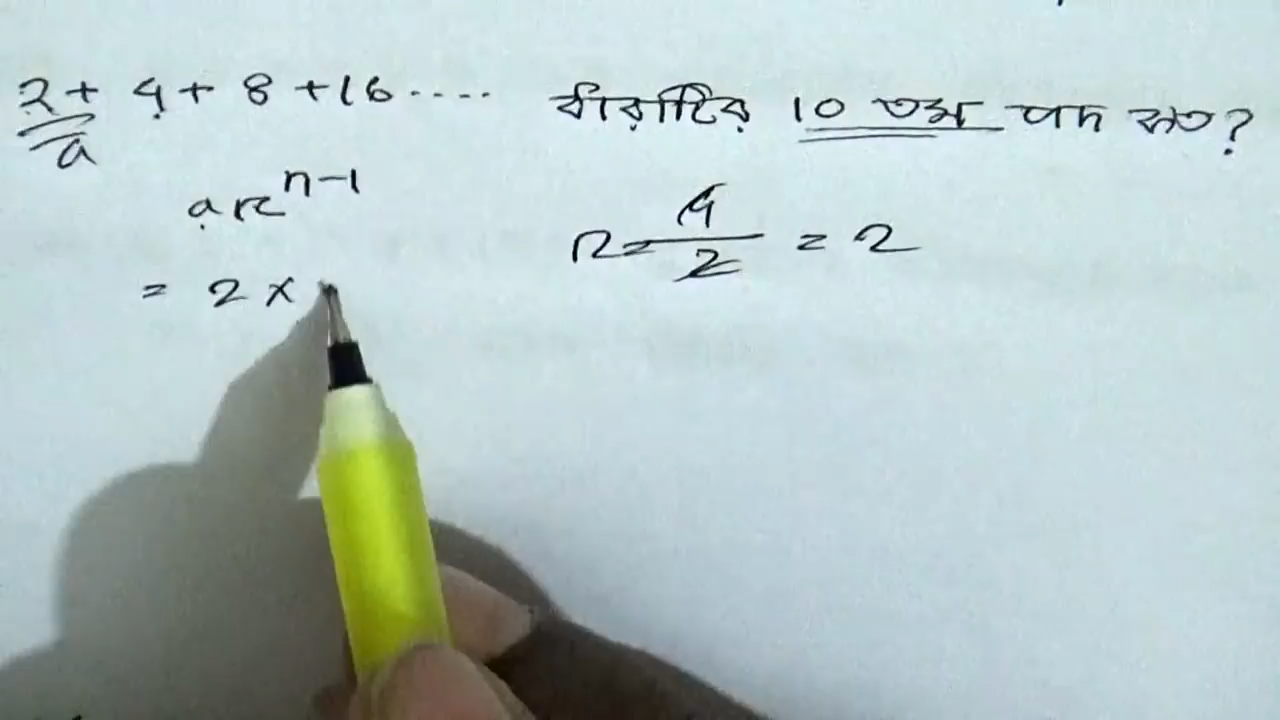 2 + 4 + 8 + 16 .... ধারাটির 10 তম পদ কত?
a
ar^{n-1}
r = 4/2 = 2
= 2 ×